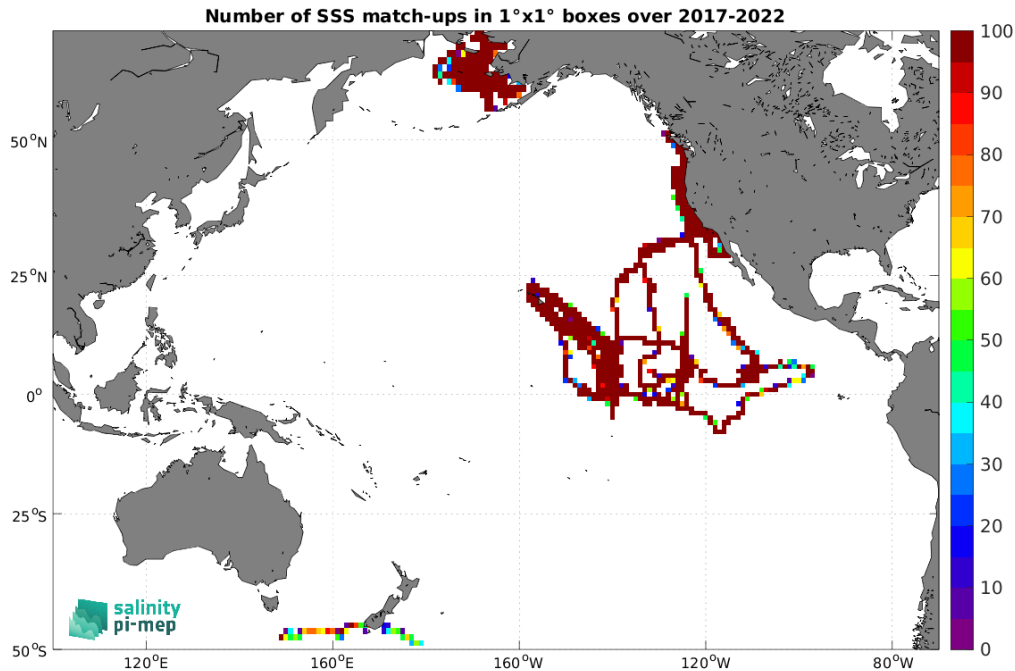 Number of SSS match-ups in 1°x1° boxes over 2017-2022
50°N
25°N
0°
25°S
50°S
120°E
160°E
160°W
120°W
80°W
100
90
80
70
60
50
40
30
20
10
0
salinity
pi-mep